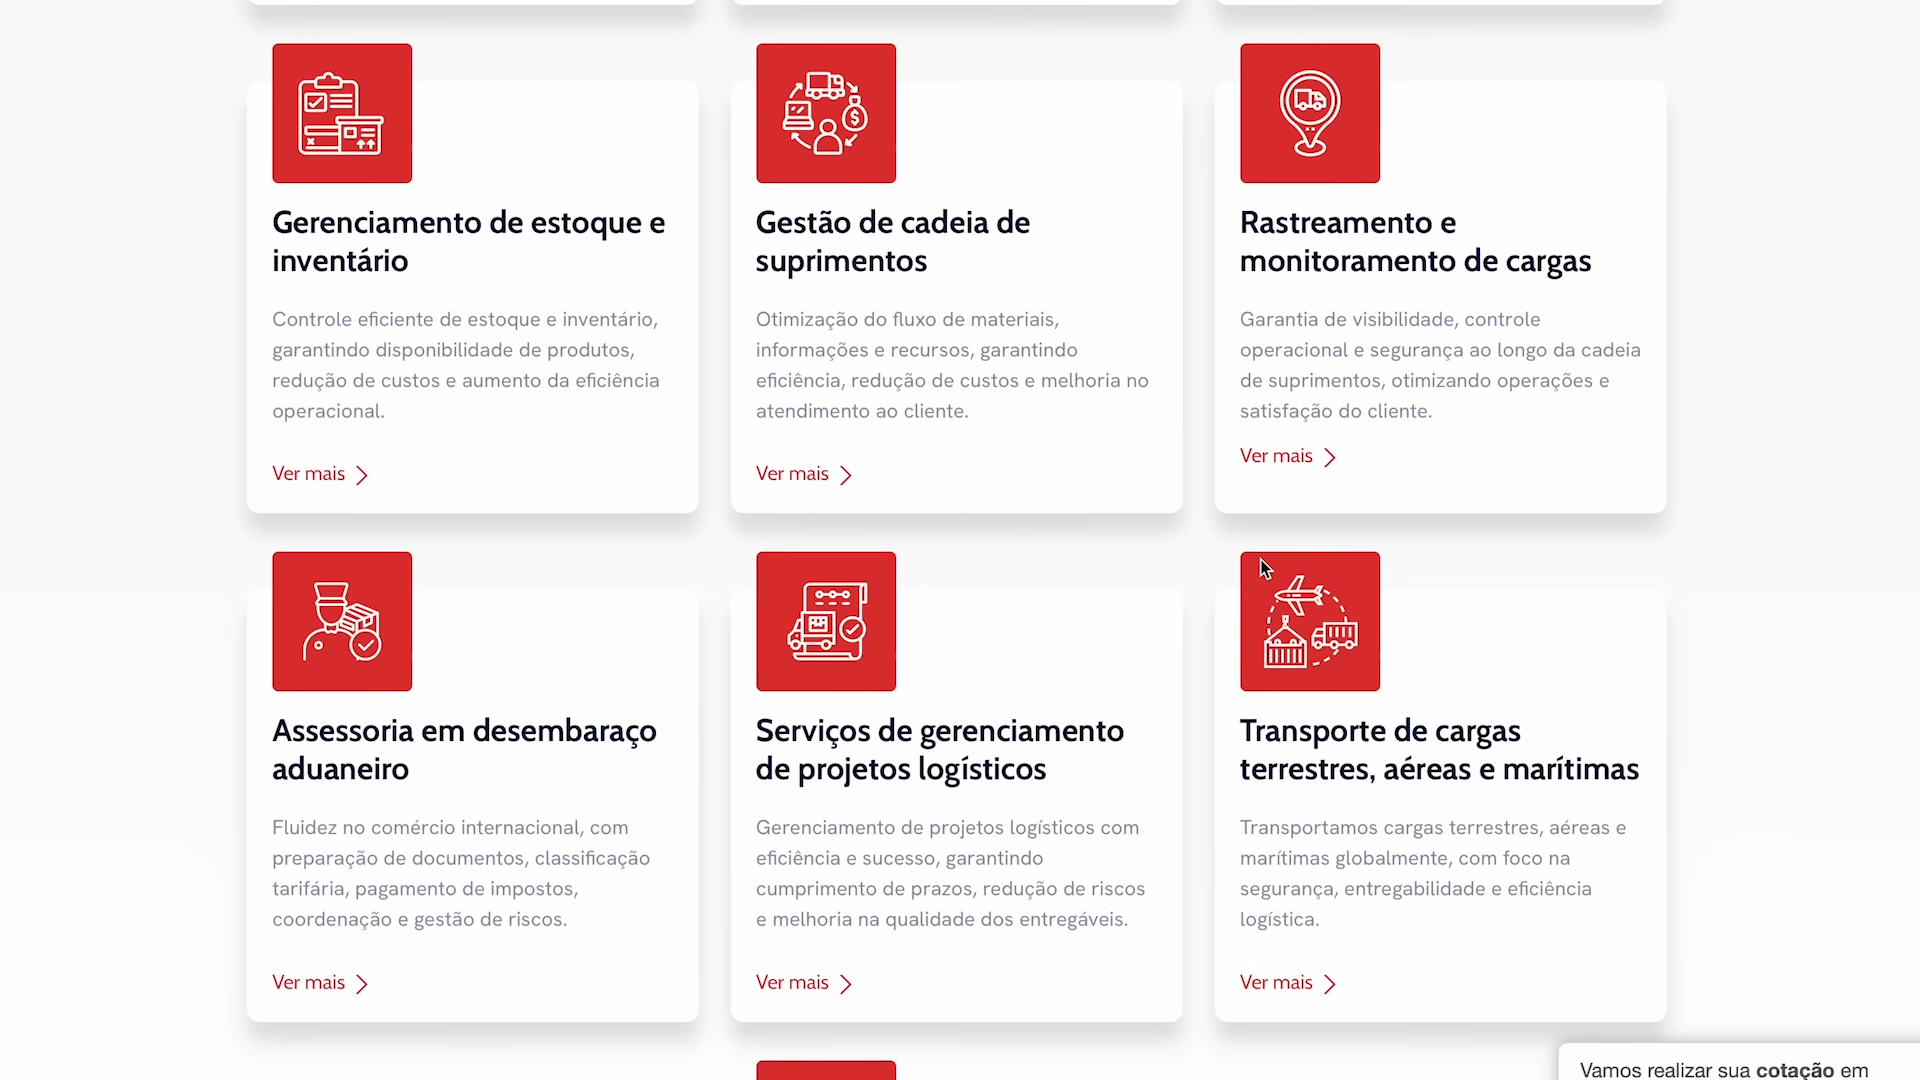 Gerenciamento de estoque e
inventário
Controle eficiente de estoque e inventário,
garantindo disponibilidade de produtos,
redução de custos e aumento da eficiência
operacional.
Ver mais
Gestão de cadeia de
suprimentos
Otimização do fluxo de materiais,
informações e recursos, garantindo
eficiência, redução de custos e melhoria no
atendimento ao cliente.
Ver mais
Rastreamento e
monitoramento de cargas
Garantia de visibilidade, controle
operacional e segurança ao longo da cadeia
de suprimentos, otimizando operações e
satisfação do cliente.
Ver mais
Assessoria em desembaraço
aduaneiro
Fluidez no comércio internacional, com
preparação de documentos, classificação
tarifária, pagamento de impostos,
coordenação e gestão de riscos.
Ver mais
Serviços de gerenciamento
de projetos logísticos
Gerenciamento de projetos logísticos com
eficiência e sucesso, garantindo
cumprimento de prazos, redução de riscos
e melhoria na qualidade dos entregáveis.
Ver mais
Transporte de cargas
terrestres, aéreas e marítimas
Transportamos cargas terrestres, aéreas e
marítimas globalmente, com foco na
segurança, entregabilidade e eficiência
logística.
Ver mais
Vamos realizar sua cotação em